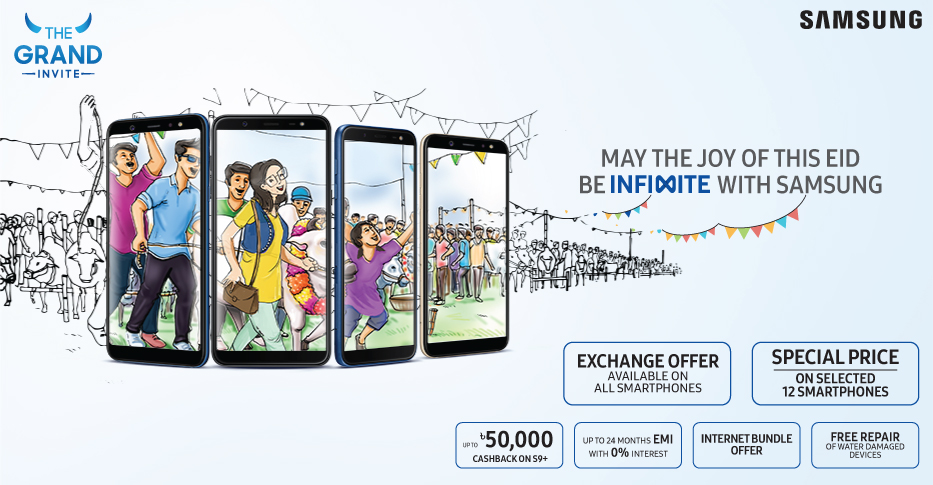 THE
GRAND
INVITE
SAMSUNG
MAY THE JOY OF THIS EID
BE INFINITE WITH SAMSUNG
EXCHANGE OFFER
AVAILABLE ON
ALL SMARTPHONES
SPECIAL PRICE
ON SELECTED
12 SMARTPHONES
UP TO ৳50,000
CASHBACK ON S9+
UP TO 24 MONTHS EMI
WITH 0% INTEREST
INTERNET BUNDLE
OFFER
FREE REPAIR
OF WATER DAMAGED
DEVICES